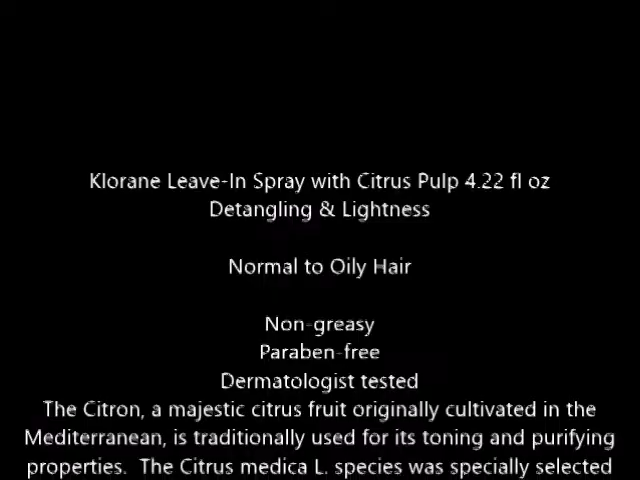 Klorane Leave-In Spray with Citrus Pulp 4.22 fl oz
Detangling & Lightness
Normal to Oily Hair
Non-greasy
Paraben-free
Dermatologist tested
The Citron, a majestic citrus fruit originally cultivated in the
Mediterranean, is traditionally used for its toning and purifying
properties.  The Citrus medica L. species was specially selected